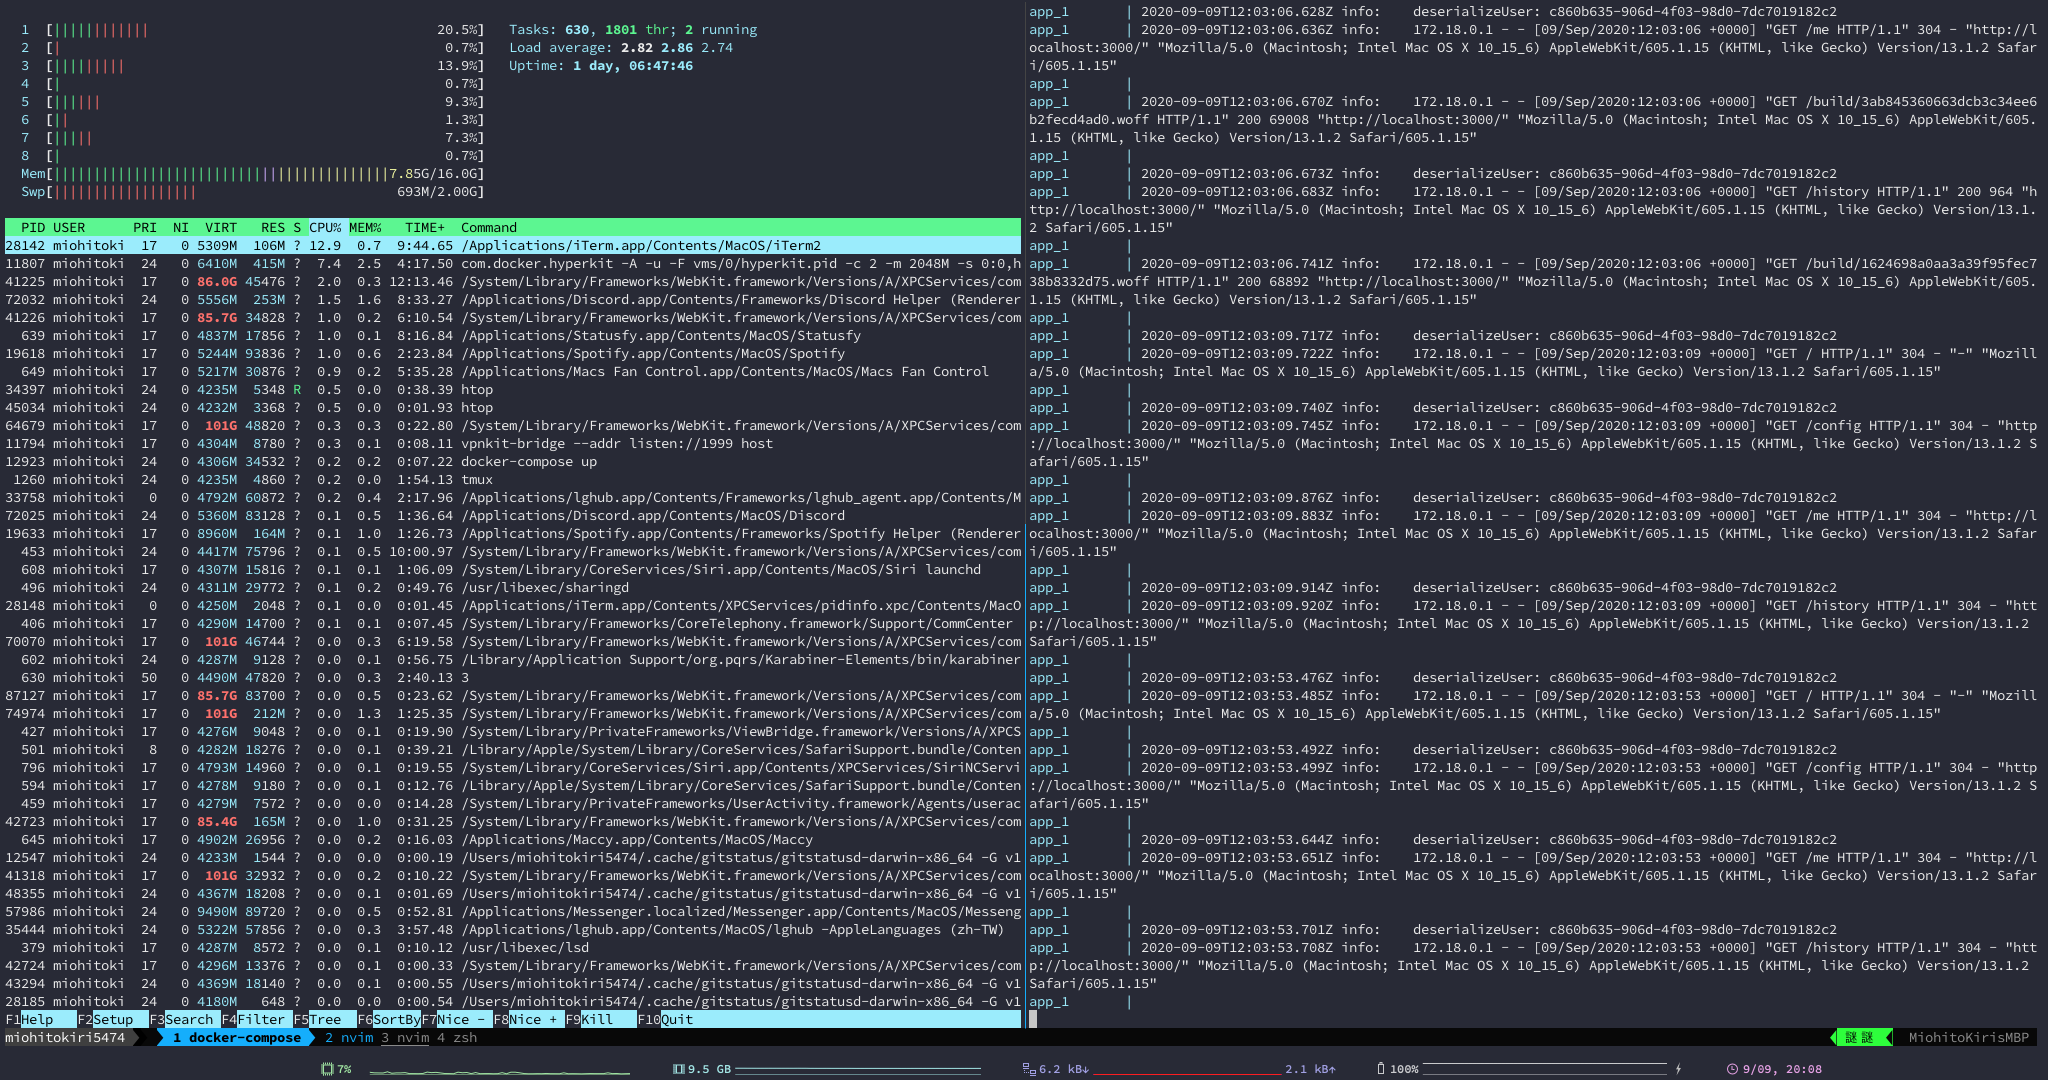 1  [||||||||||||                                    20.5%]   Tasks: 630, 1801 thr; 2 running
2  [|                                                0.7%]   Load average: 2.82 2.86 2.74
3  [|||||||||                                       13.9%]   Uptime: 1 day, 06:47:46
4  [|                                                0.7%]
5  [||||||                                           9.3%]
6  [||                                               1.3%]
7  [|||||                                            7.3%]
8  [|                                                0.7%]
Mem[||||||||||||||||||||||||||||||||||||||||||7.85G/16.0G]
Swp[||||||||||||||||||                         693M/2.00G]
PID USER      PRI  NI  VIRT   RES S CPU% MEM%   TIME+  Command
28142 miohitoki  17   0 5309M  106M ? 12.9  0.7  9:44.65 /Applications/iTerm.app/Contents/MacOS/iTerm2
11807 miohitoki  24   0 6410M  415M ?  7.4  2.5  4:17.50 com.docker.hyperkit -A -u -F vms/0/hyperkit.pid -c 2 -m 2048M -s 0:0,h
41225 miohitoki  17   0 86.0G 45476 ?  2.0  0.3 12:13.46 /System/Library/Frameworks/WebKit.framework/Versions/A/XPCServices/com
72032 miohitoki  24   0 5556M  253M ?  1.5  1.6  8:33.27 /Applications/Discord.app/Contents/Frameworks/Discord Helper (Renderer
41226 miohitoki  17   0 85.7G 34828 ?  1.0  0.2  6:10.54 /System/Library/Frameworks/WebKit.framework/Versions/A/XPCServices/com
639 miohitoki  17   0 4837M 17856 ?  1.0  0.1  8:16.84 /Applications/Statusfy.app/Contents/MacOS/Statusfy
19618 miohitoki  17   0 5244M 93836 ?  1.0  0.6  2:23.84 /Applications/Spotify.app/Contents/MacOS/Spotify
649 miohitoki  17   0 5217M 30876 ?  0.9  0.2  5:35.28 /Applications/Macs Fan Control.app/Contents/MacOS/Macs Fan Control
34397 miohitoki  24   0 4235M  5348 R  0.5  0.0  0:38.39 htop
45034 miohitoki  24   0 4232M  3368 ?  0.5  0.0  0:01.93 htop
64679 miohitoki  17   0  101G 48820 ?  0.3  0.3  0:22.80 /System/Library/Frameworks/WebKit.framework/Versions/A/XPCServices/com
11794 miohitoki  17   0 4304M  8780 ?  0.3  0.1  0:08.11 vpnkit-bridge --addr listen://1999 host
12923 miohitoki  24   0 4306M 34532 ?  0.2  0.2  0:07.22 docker-compose up
1260 miohitoki  24   0 4235M  4860 ?  0.2  0.0  1:54.13 tmux
33758 miohitoki   0   0 4792M 60872 ?  0.2  0.4  2:17.96 /Applications/lghub.app/Contents/Frameworks/lghub_agent.app/Contents/M
72025 miohitoki  24   0 5360M 83128 ?  0.1  0.5  1:36.64 /Applications/Discord.app/Contents/MacOS/Discord
19633 miohitoki  17   0 8960M  164M ?  0.1  1.0  1:26.73 /Applications/Spotify.app/Contents/Frameworks/Spotify Helper (Renderer
453 miohitoki  24   0 4417M 75796 ?  0.1  0.5 10:00.97 /System/Library/Frameworks/WebKit.framework/Versions/A/XPCServices/com
608 miohitoki  17   0 4307M 15816 ?  0.1  0.1  1:06.09 /System/Library/CoreServices/Siri.app/Contents/MacOS/Siri launchd
496 miohitoki  24   0 4311M 29772 ?  0.1  0.2  0:49.76 /usr/libexec/sharingd
28148 miohitoki   0   0 4250M  2048 ?  0.1  0.0  0:01.45 /Applications/iTerm.app/Contents/XPCServices/pidinfo.xpc/Contents/MacO
406 miohitoki  24   0 4290M 14700 ?  0.1  0.1  0:07.45 /System/Library/Frameworks/CoreTelephony.framework/Support/CommCenter
70070 miohitoki  17   0  101G 46744 ?  0.0  0.3  6:19.58 /System/Library/Frameworks/WebKit.framework/Versions/A/XPCServices/com
602 miohitoki  24   0 4287M  9128 ?  0.0  0.1  0:56.75 /Library/Application Support/org.pqrs/Karabiner-Elements/bin/karabiner
630 miohitoki  50   0 4490M 47820 ?  0.0  0.3  2:40.13 3
87127 miohitoki  17   0 85.7G 83700 ?  0.0  0.5  0:23.62 /System/Library/Frameworks/WebKit.framework/Versions/A/XPCServices/com
74974 miohitoki  17   0  101G  212M ?  0.0  1.3  1:25.35 /System/Library/Frameworks/WebKit.framework/Versions/A/XPCServices/com
427 miohitoki  17   0 4276M  9048 ?  0.0  0.1  0:19.90 /System/Library/PrivateFrameworks/ViewBridge.framework/Versions/A/XPCS
501 miohitoki   8   0 4282M 18276 ?  0.0  0.1  0:39.21 /Library/Apple/System/Library/CoreServices/SafariSupport.bundle/Conten
796 miohitoki  17   0 4793M 14960 ?  0.0  0.1  0:19.55 /System/Library/CoreServices/Siri.app/Contents/XPCServices/SiriNCServi
594 miohitoki  17   0 4278M  9180 ?  0.0  0.1  0:12.76 /Library/Apple/System/Library/CoreServices/SafariSupport.bundle/Conten
459 miohitoki  17   0 4279M  7572 ?  0.0  0.0  0:14.28 /System/Library/PrivateFrameworks/UserActivity.framework/Agents/userac
42723 miohitoki  17   0 85.4G  165M ?  0.0  1.0  0:31.25 /System/Library/Frameworks/WebKit.framework/Versions/A/XPCServices/com
645 miohitoki  17   0 4902M 26956 ?  0.0  0.2  0:16.03 /Applications/Maccy.app/Contents/MacOS/Maccy
12547 miohitoki  24   0 4233M  1544 ?  0.0  0.0  0:00.19 /Users/miohitokiri5474/.cache/gitstatus/gitstatusd-darwin-x86_64 -G v1
41318 miohitoki  17   0  101G 32932 ?  0.0  0.2  0:10.22 /System/Library/Frameworks/WebKit.framework/Versions/A/XPCServices/com
48355 miohitoki  24   0 4367M 18208 ?  0.0  0.1  0:01.69 /Users/miohitokiri5474/.cache/gitstatus/gitstatusd-darwin-x86_64 -G v1
57986 miohitoki  24   0 9490M 89720 ?  0.0  0.5  0:52.81 /Applications/Messenger.localized/Messenger.app/Contents/MacOS/Messeng
35444 miohitoki  24   0 5322M 57856 ?  0.0  0.3  3:57.48 /Applications/lghub.app/Contents/MacOS/lghub -AppleLanguages (zh-TW)
379 miohitoki  17   0 4287M  8572 ?  0.0  0.1  0:10.12 /usr/libexec/lsd
42724 miohitoki  17   0 4296M 13376 ?  0.0  0.1  0:00.33 /System/Library/Frameworks/WebKit.framework/Versions/A/XPCServices/com
43294 miohitoki  24   0 4369M 18140 ?  0.0  0.1  0:00.55 /Users/miohitokiri5474/.cache/gitstatus/gitstatusd-darwin-x86_64 -G v1
28185 miohitoki  24   0 4180M   648 ?  0.0  0.0  0:00.54 /Users/miohitokiri5474/.cache/gitstatus/gitstatusd-darwin-x86_64 -G v1
F1Help   F2Setup  F3Search F4Filter F5Tree  F6SortByF7Nice - F8Nice + F9Kill   F10Quit
app_1       | 2020-09-09T12:03:06.628Z info:    deserializeUser: c860b635-906d-4f03-98d0-7dc7019182c2
app_1       | 2020-09-09T12:03:06.636Z info:    172.18.0.1 - - [09/Sep/2020:12:03:06 +0000] "GET /me HTTP/1.1" 304 - "http://l
ocalhost:3000/" "Mozilla/5.0 (Macintosh; Intel Mac OS X 10_15_6) AppleWebKit/605.1.15 (KHTML, like Gecko) Version/13.1.2 Safar
i/605.1.15"
app_1       |
app_1       | 2020-09-09T12:03:06.670Z info:    172.18.0.1 - - [09/Sep/2020:12:03:06 +0000] "GET /build/3ab845360663dcb3c34ee6
b2fecd4ad0.woff HTTP/1.1" 200 69008 "http://localhost:3000/" "Mozilla/5.0 (Macintosh; Intel Mac OS X 10_15_6) AppleWebKit/605.
1.15 (KHTML, like Gecko) Version/13.1.2 Safari/605.1.15"
app_1       |
app_1       | 2020-09-09T12:03:06.673Z info:    deserializeUser: c860b635-906d-4f03-98d0-7dc7019182c2
app_1       | 2020-09-09T12:03:06.683Z info:    172.18.0.1 - - [09/Sep/2020:12:03:06 +0000] "GET /history HTTP/1.1" 200 964 "h
ttp://localhost:3000/" "Mozilla/5.0 (Macintosh; Intel Mac OS X 10_15_6) AppleWebKit/605.1.15 (KHTML, like Gecko) Version/13.1.
2 Safari/605.1.15"
app_1       |
app_1       | 2020-09-09T12:03:06.741Z info:    172.18.0.1 - - [09/Sep/2020:12:03:06 +0000] "GET /build/1624698a0aa3a39f95fec7
38b8332d75.woff HTTP/1.1" 200 68892 "http://localhost:3000/" "Mozilla/5.0 (Macintosh; Intel Mac OS X 10_15_6) AppleWebKit/605.
1.15 (KHTML, like Gecko) Version/13.1.2 Safari/605.1.15"
app_1       |
app_1       | 2020-09-09T12:03:09.717Z info:    deserializeUser: c860b635-906d-4f03-98d0-7dc7019182c2
app_1       | 2020-09-09T12:03:09.722Z info:    172.18.0.1 - - [09/Sep/2020:12:03:09 +0000] "GET / HTTP/1.1" 304 - "-" "Mozill
a/5.0 (Macintosh; Intel Mac OS X 10_15_6) AppleWebKit/605.1.15 (KHTML, like Gecko) Version/13.1.2 Safari/605.1.15"
app_1       |
app_1       | 2020-09-09T12:03:09.740Z info:    deserializeUser: c860b635-906d-4f03-98d0-7dc7019182c2
app_1       | 2020-09-09T12:03:09.745Z info:    172.18.0.1 - - [09/Sep/2020:12:03:09 +0000] "GET /config HTTP/1.1" 304 - "http
://localhost:3000/" "Mozilla/5.0 (Macintosh; Intel Mac OS X 10_15_6) AppleWebKit/605.1.15 (KHTML, like Gecko) Version/13.1.2 S
afari/605.1.15"
app_1       |
app_1       | 2020-09-09T12:03:09.876Z info:    deserializeUser: c860b635-906d-4f03-98d0-7dc7019182c2
app_1       | 2020-09-09T12:03:09.883Z info:    172.18.0.1 - - [09/Sep/2020:12:03:09 +0000] "GET /me HTTP/1.1" 304 - "http://l
ocalhost:3000/" "Mozilla/5.0 (Macintosh; Intel Mac OS X 10_15_6) AppleWebKit/605.1.15 (KHTML, like Gecko) Version/13.1.2 Safar
i/605.1.15"
app_1       |
app_1       | 2020-09-09T12:03:09.914Z info:    deserializeUser: c860b635-906d-4f03-98d0-7dc7019182c2
app_1       | 2020-09-09T12:03:09.920Z info:    172.18.0.1 - - [09/Sep/2020:12:03:09 +0000] "GET /history HTTP/1.1" 304 - "htt
p://localhost:3000/" "Mozilla/5.0 (Macintosh; Intel Mac OS X 10_15_6) AppleWebKit/605.1.15 (KHTML, like Gecko) Version/13.1.2
Safari/605.1.15"
app_1       |
app_1       | 2020-09-09T12:03:53.476Z info:    deserializeUser: c860b635-906d-4f03-98d0-7dc7019182c2
app_1       | 2020-09-09T12:03:53.485Z info:    172.18.0.1 - - [09/Sep/2020:12:03:53 +0000] "GET / HTTP/1.1" 304 - "-" "Mozill
a/5.0 (Macintosh; Intel Mac OS X 10_15_6) AppleWebKit/605.1.15 (KHTML, like Gecko) Version/13.1.2 Safari/605.1.15"
app_1       |
app_1       | 2020-09-09T12:03:53.492Z info:    deserializeUser: c860b635-906d-4f03-98d0-7dc7019182c2
app_1       | 2020-09-09T12:03:53.499Z info:    172.18.0.1 - - [09/Sep/2020:12:03:53 +0000] "GET /config HTTP/1.1" 304 - "http
://localhost:3000/" "Mozilla/5.0 (Macintosh; Intel Mac OS X 10_15_6) AppleWebKit/605.1.15 (KHTML, like Gecko) Version/13.1.2 S
afari/605.1.15"
app_1       |
app_1       | 2020-09-09T12:03:53.644Z info:    deserializeUser: c860b635-906d-4f03-98d0-7dc7019182c2
app_1       | 2020-09-09T12:03:53.651Z info:    172.18.0.1 - - [09/Sep/2020:12:03:53 +0000] "GET /me HTTP/1.1" 304 - "http://l
ocalhost:3000/" "Mozilla/5.0 (Macintosh; Intel Mac OS X 10_15_6) AppleWebKit/605.1.15 (KHTML, like Gecko) Version/13.1.2 Safar
i/605.1.15"
app_1       |
app_1       | 2020-09-09T12:03:53.701Z info:    deserializeUser: c860b635-906d-4f03-98d0-7dc7019182c2
app_1       | 2020-09-09T12:03:53.708Z info:    172.18.0.1 - - [09/Sep/2020:12:03:53 +0000] "GET /history HTTP/1.1" 304 - "htt
p://localhost:3000/" "Mozilla/5.0 (Macintosh; Intel Mac OS X 10_15_6) AppleWebKit/605.1.15 (KHTML, like Gecko) Version/13.1.2
Safari/605.1.15"
app_1       |
miohitokiri5474  1 docker-compose  2 nvim 3 nvim 4 zsh  謎 謎  MiohitoKirisMBP
7%  9.5 GB  6.2 kB↓  2.1 kB↑  100%  9/09, 20:08